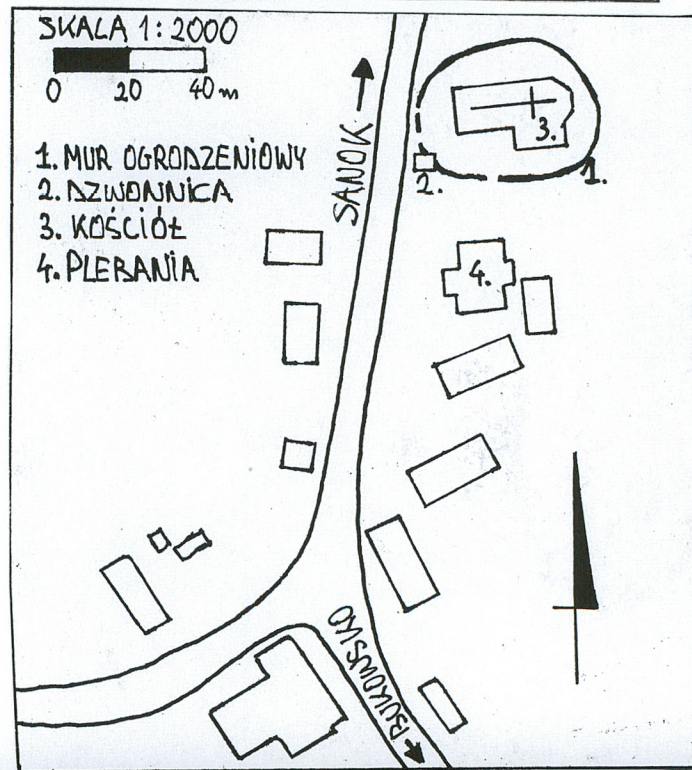 SKALA 1:2000
0 20 40 m
1. MUR OGRODZENIOWY
2. DZWONNICA
3. KOŚCIÓŁ
4. PLEBANIA
SANOK
3.
2.
1.
4.
BUKOWSKO